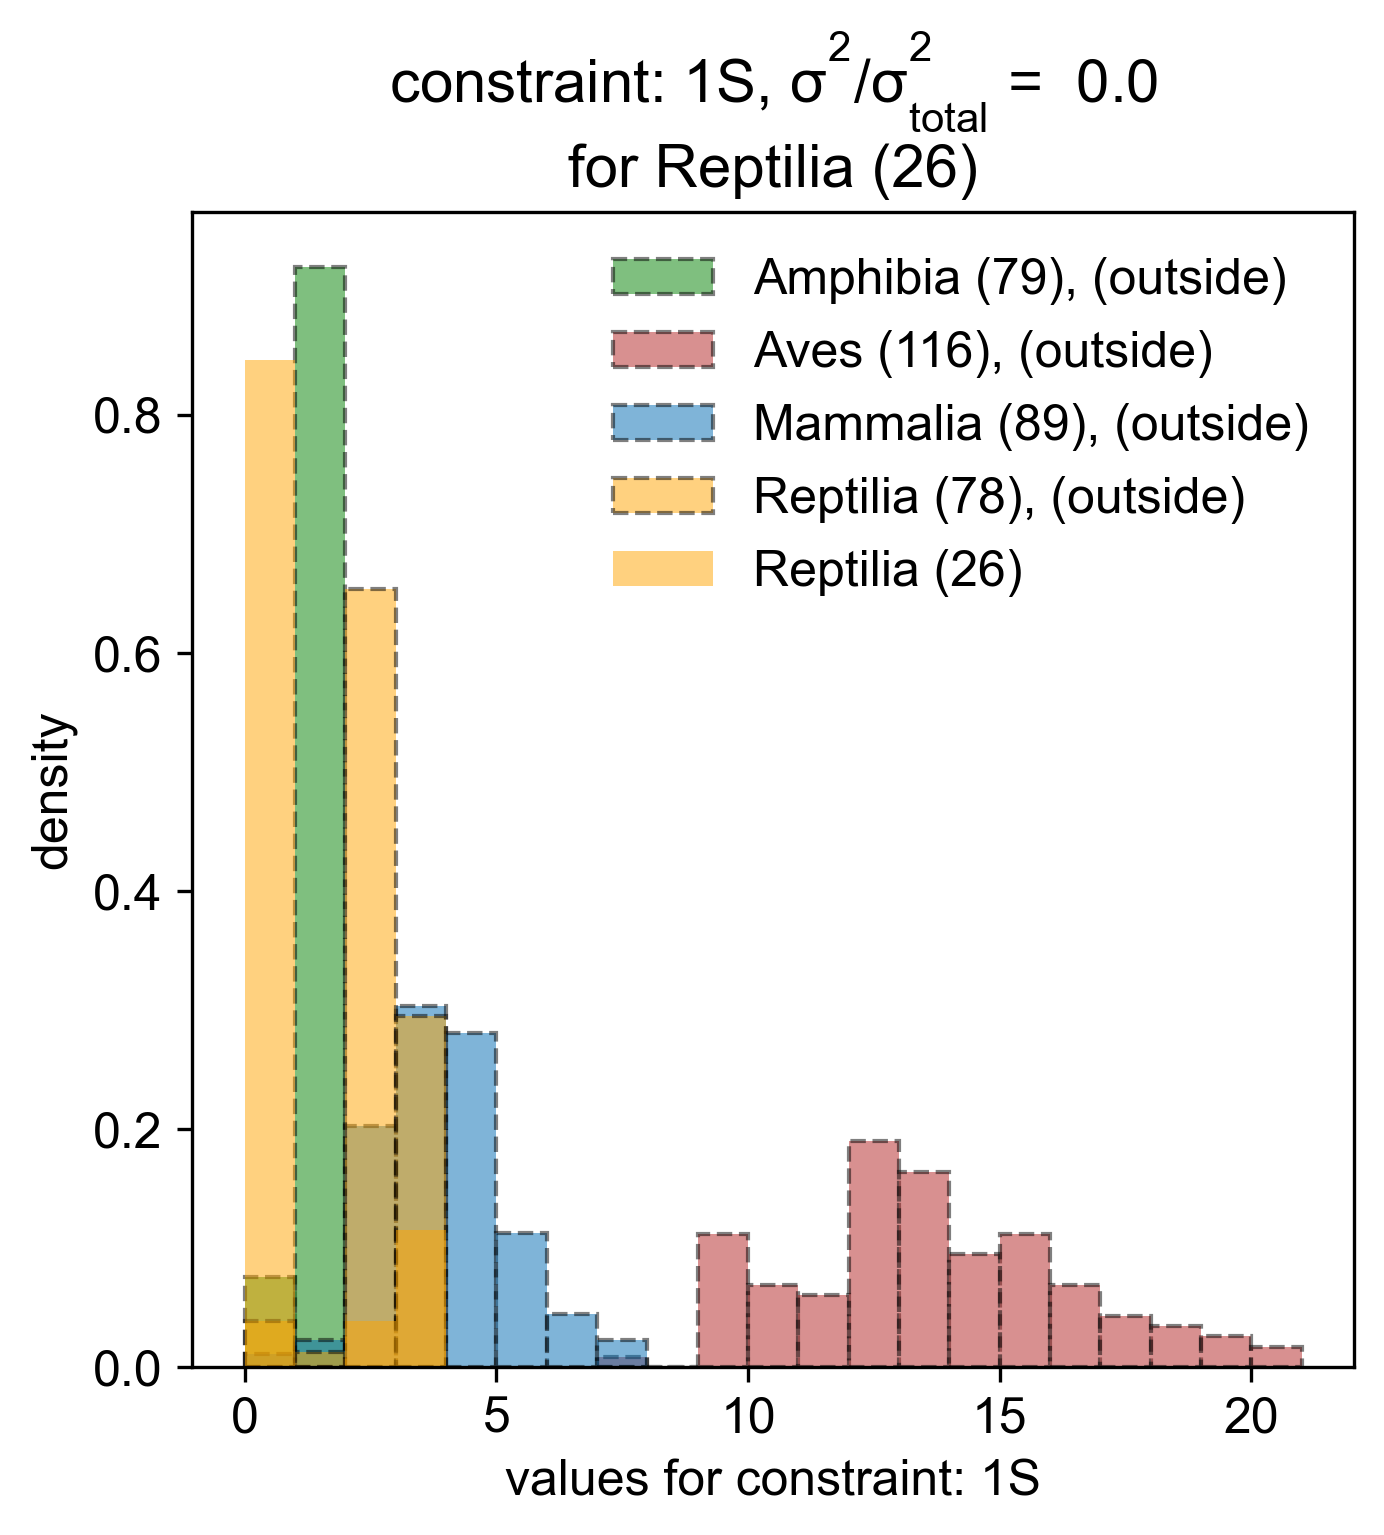 constraint: 1S, σ²/σ²total = 0.0
for Reptilia (26)
Amphibia (79), (outside)
Aves (116), (outside)
Mammalia (89), (outside)
Reptilia (78), (outside)
Reptilia (26)
density
0.8
0.6
0.4
0.2
0.0
0 5 10 15 20
values for constraint: 1S